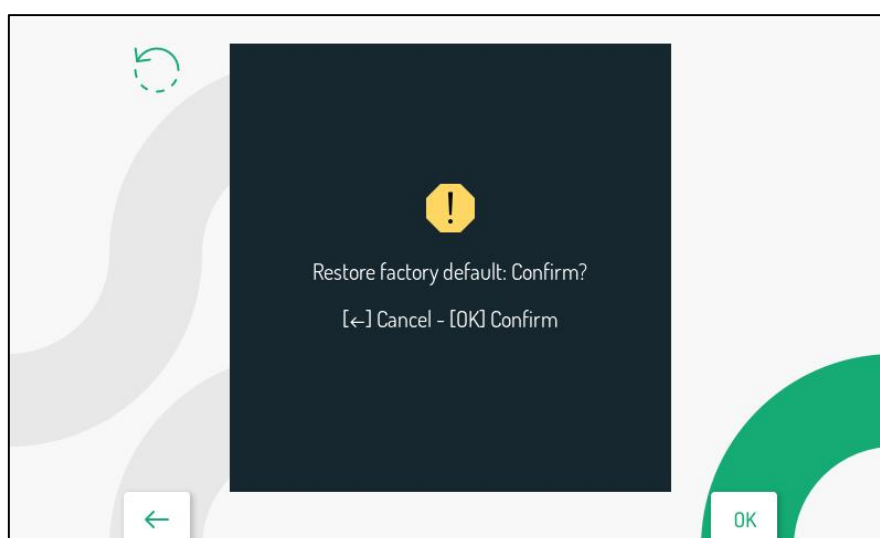 !
Restore factory default: Confirm?
[←] Cancel - [OK] Confirm
← OK